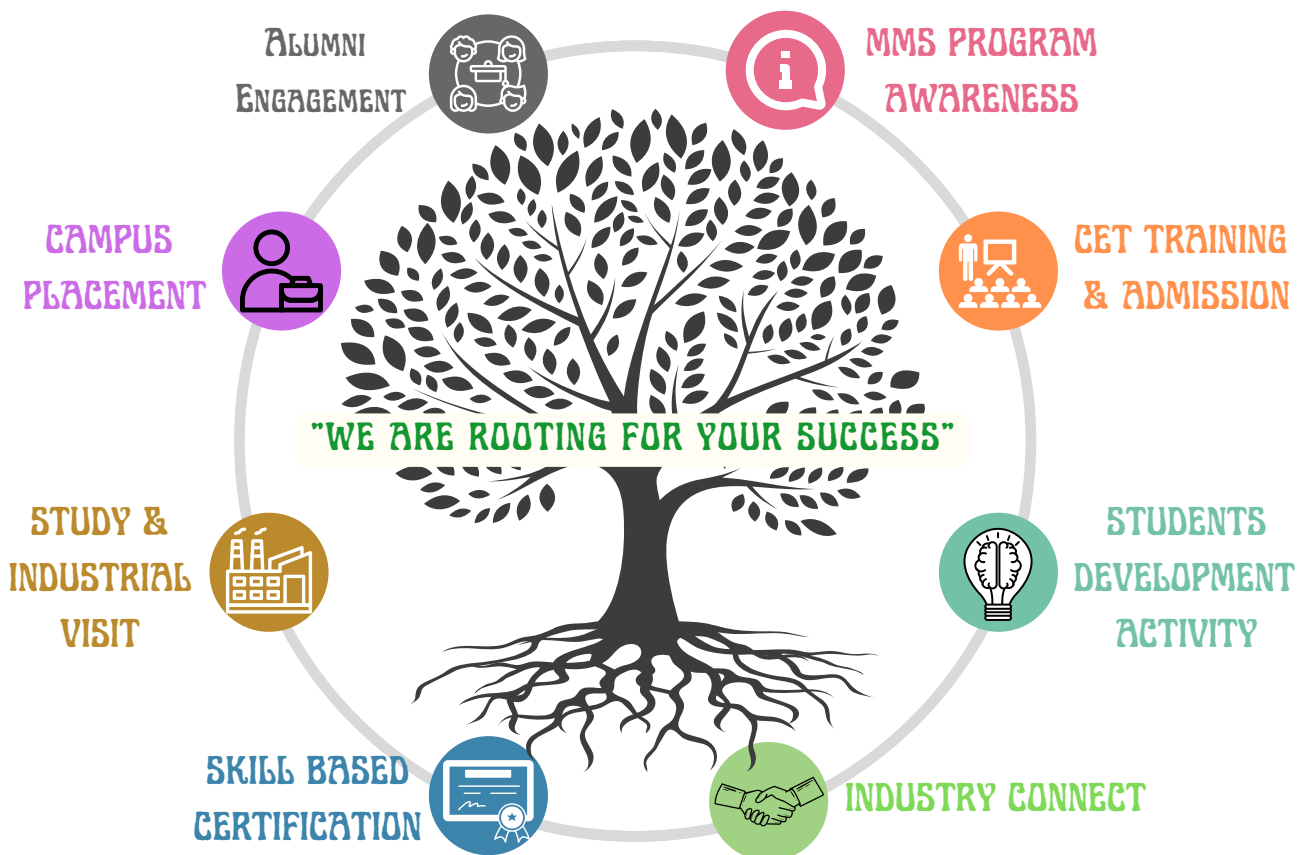 ALUMNI
ENGAGEMENT
MMS PROGRAM
AWARENESS
CAMPUS
PLACEMENT
CET TRAINING
& ADMISSION
"WE ARE ROOTING FOR YOUR SUCCESS"
STUDY &
INDUSTRIAL
VISIT
STUDENTS
DEVELOPMENT
ACTIVITY
SKILL BASED
CERTIFICATION
INDUSTRY CONNECT